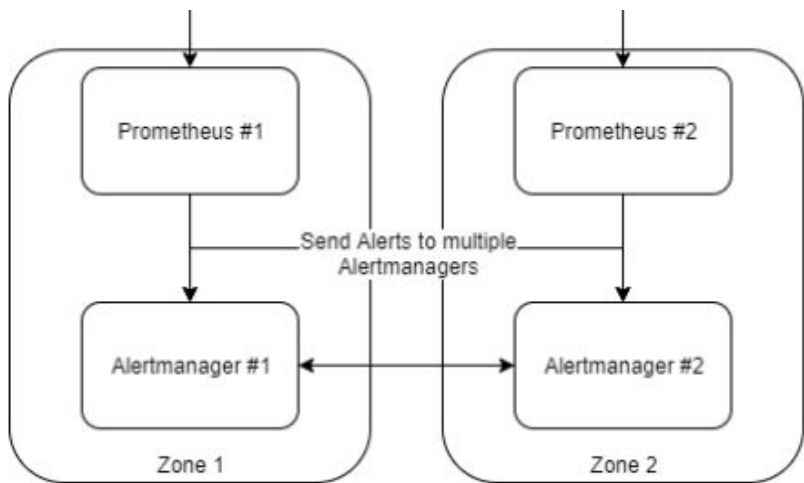 Prometheus #1
Prometheus #2
Send Alerts to multiple
Alertmanagers
Alertmanager #1
Alertmanager #2
Zone 1
Zone 2